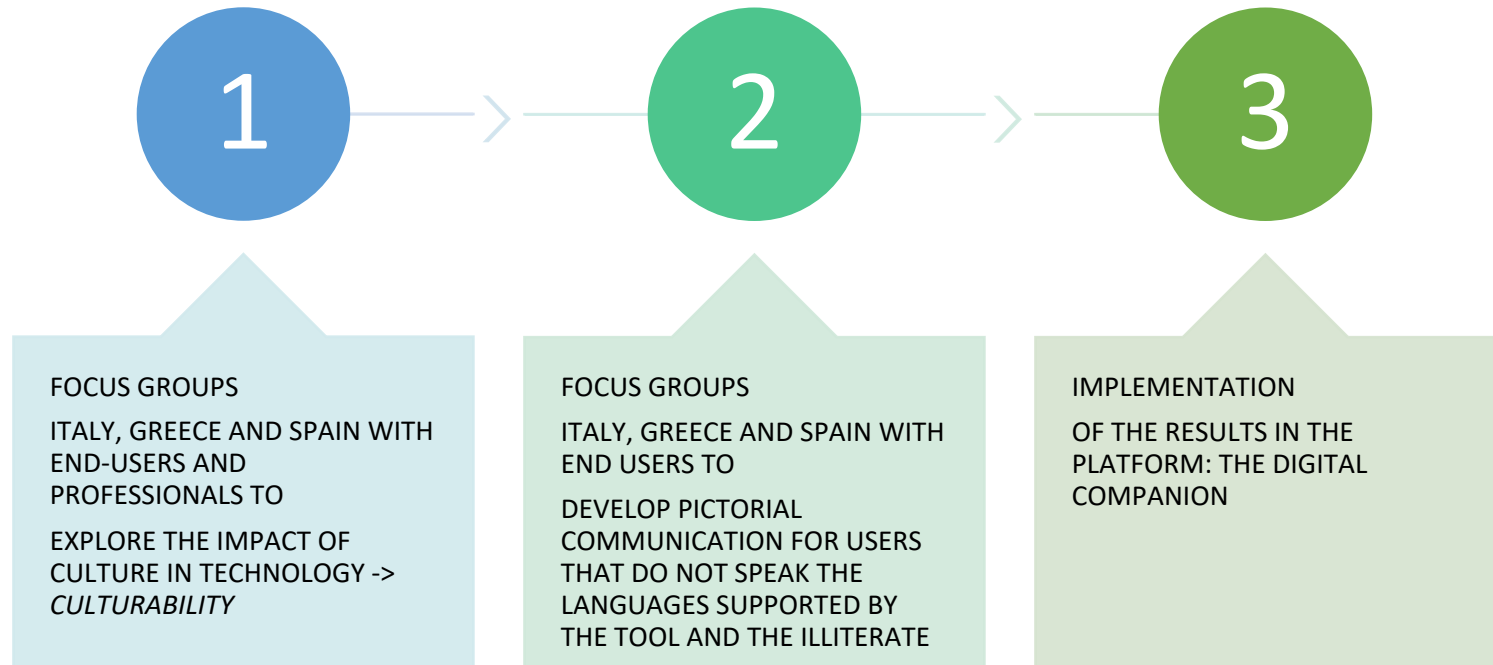 1
2
3
FOCUS GROUPS
ITALY, GREECE AND SPAIN WITH
END-USERS AND
PROFESSIONALS TO
EXPLORE THE IMPACT OF
CULTURE IN TECHNOLOGY ->
CULTURABILITY
FOCUS GROUPS
ITALY, GREECE AND SPAIN WITH
END USERS TO
DEVELOP PICTORIAL
COMMUNICATION FOR USERS
THAT DO NOT SPEAK THE
LANGUAGES SUPPORTED BY
THE TOOL AND THE ILLITERATE
IMPLEMENTATION
OF THE RESULTS IN THE
PLATFORM: THE DIGITAL
COMPANION